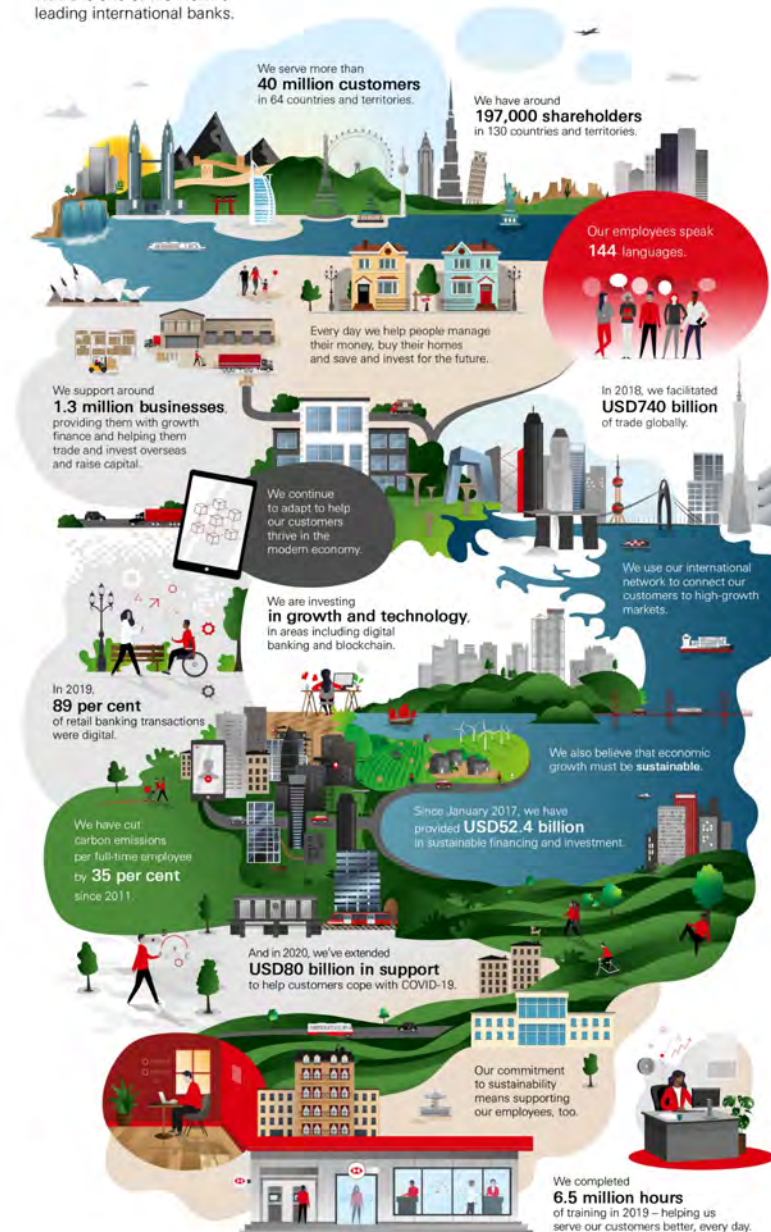 leading international banks.
We serve more than
40 million customers
in 64 countries and territories.
We have around
197,000 shareholders
in 130 countries and territories.
Our employees speak
144 languages.
Every day we help people manage
their money, buy their homes
and save and invest for the future.
We support around
1.3 million businesses,
providing them with growth
finance and helping them
trade and invest overseas
and raise capital.
In 2018, we facilitated
USD740 billion
of trade globally.
We continue
to adapt to help
our customers
thrive in the
modern economy.
We use our international
network to connect our
customers to high-growth
markets.
We are investing
in growth and technology,
in areas including digital
banking and blockchain.
In 2019,
89 per cent
of retail banking transactions
were digital.
We also believe that economic
growth must be sustainable.
Since January 2017, we have
provided USD52.4 billion
in sustainable financing and investment.
We have cut
carbon emissions
per full-time employee
by 35 per cent
since 2011.
And in 2020, we've extended
USD80 billion in support
to help customers cope with COVID-19.
Our commitment
to sustainability
means supporting
our employees, too.
We completed
6.5 million hours
of training in 2019 – helping us
serve our customers better, every day.